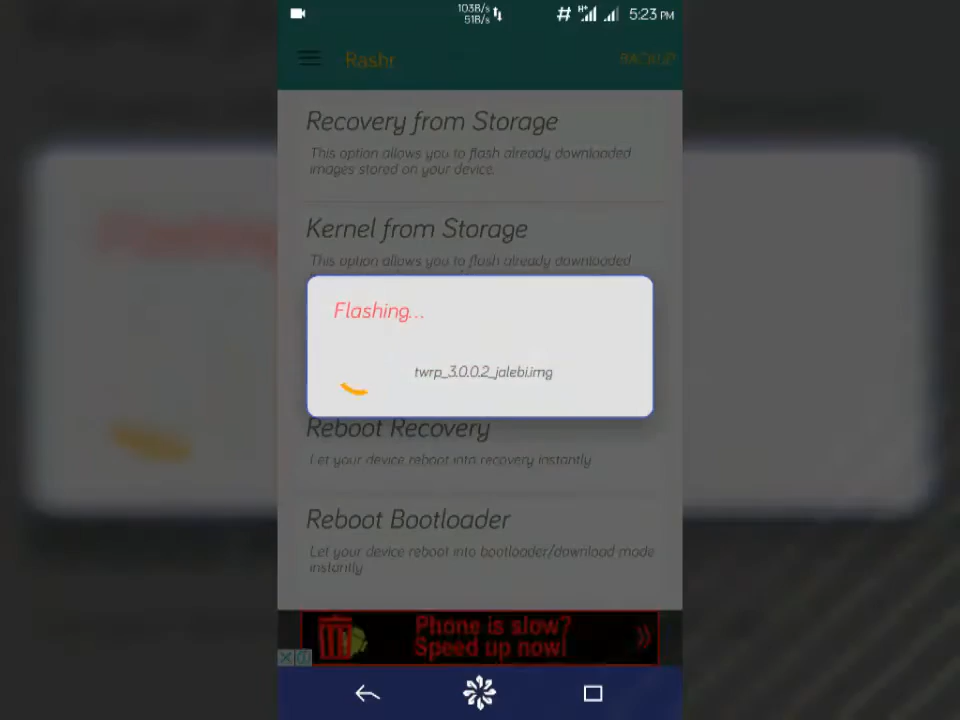 103B/s
51B/s
# H+ 5:23 PM
Rashr BACKUP
Recovery from Storage
This option allows you to flash already downloaded
images stored on your device.
Kernel from Storage
This option allows you to flash already downloaded
Flashing...
twrp_3.0.0.2_jalebi.img
Reboot Recovery
Let your device reboot into recovery instantly
Reboot Bootloader
Let your device reboot into bootloader/download mode
instantly
Phone is slow?
Speed up now!